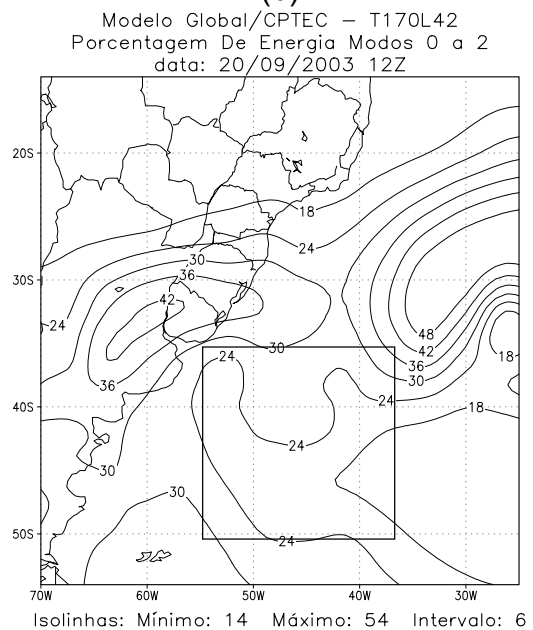 Modelo Global/CPTEC – T170L42
Porcentagem De Energia Modos 0 a 2
data: 20/09/2003 12Z
20S
30S
40S
50S
18
24
30
36
42
24
36
30
30
30
24
24
24
24
48
42
36
30
18
18
70W 60W 50W 40W 30W
Isolinhas: Mínimo: 14 Máximo: 54 Intervalo: 6